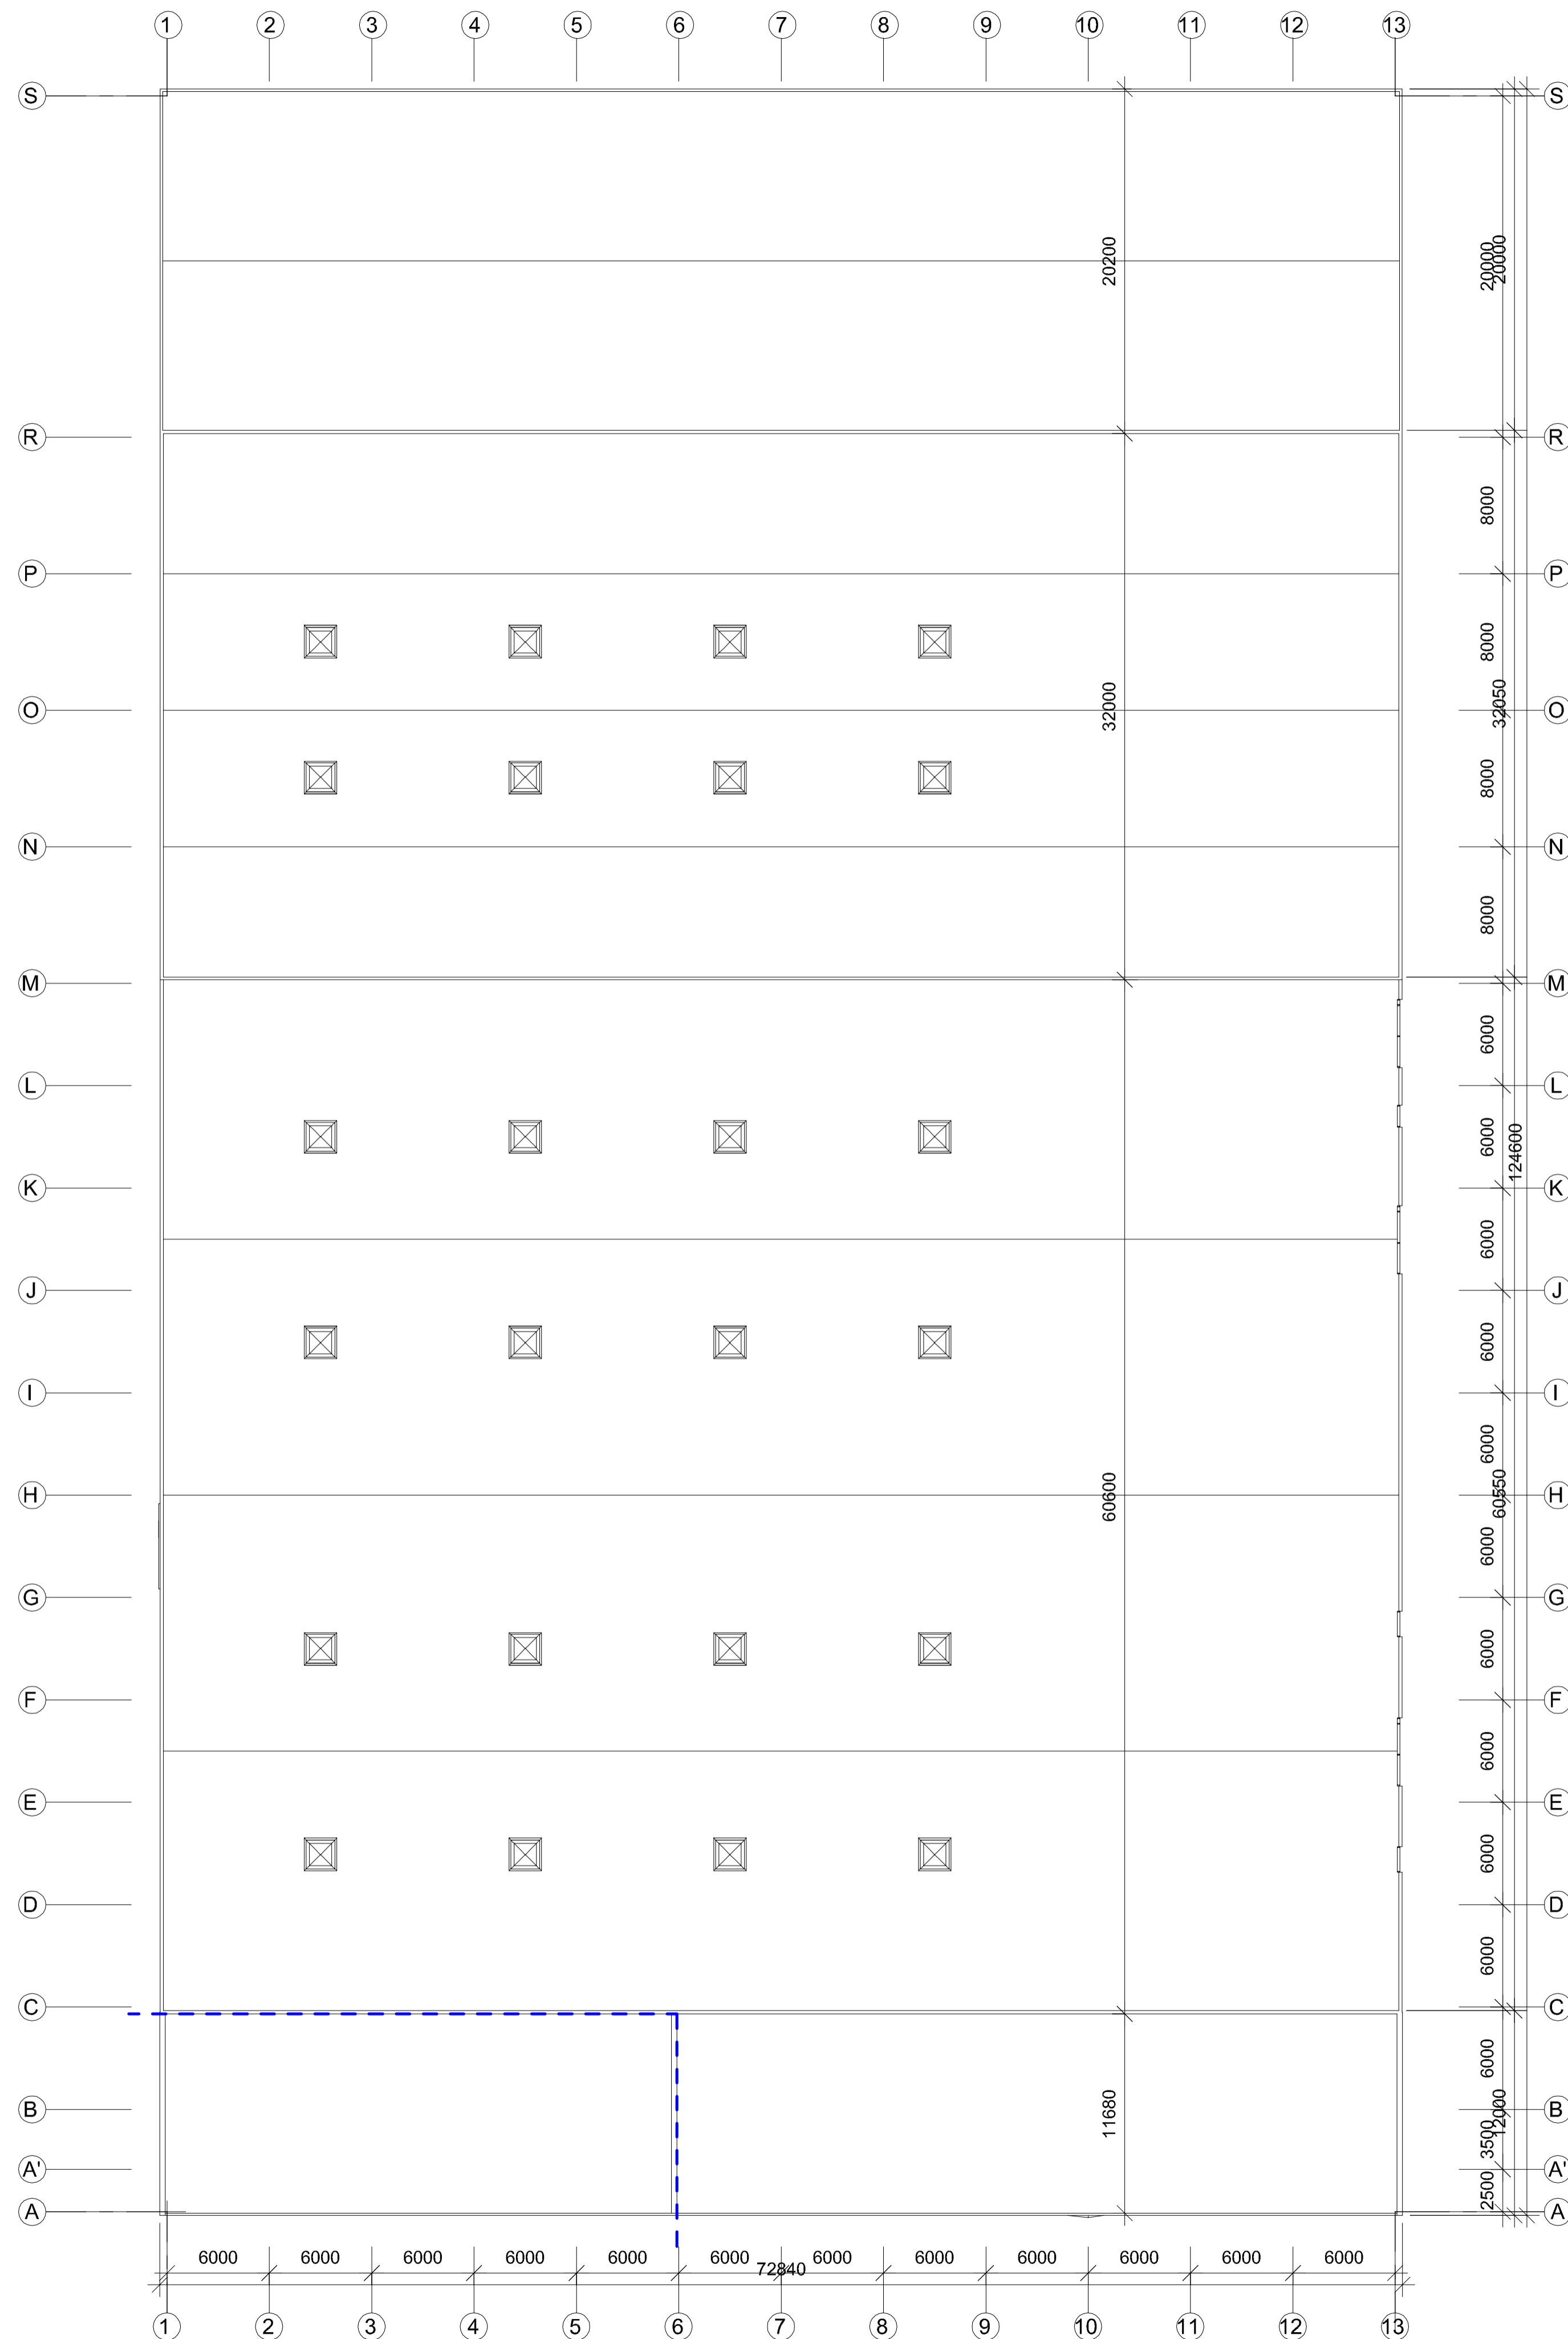 1 2 3 4 5 6 7 8 9 10 11 12 13
S S
20200 20000 20000
R R
8000
P P
8000
O 32000 32050 O
8000
N N
8000
M M
6000
L L
6000 124600
K K
6000
J J
6000
I I
6000
H 60600 60550 H
6000
G G
6000
F F
6000
E E
6000
D D
6000
C C
6000
B 11680 12000 B
3500
A' A'
2500
A A
6000 6000 6000 6000 6000 6000 6000 6000 6000 6000 6000 6000
72840
1 2 3 4 5 6 7 8 9 10 11 12 13